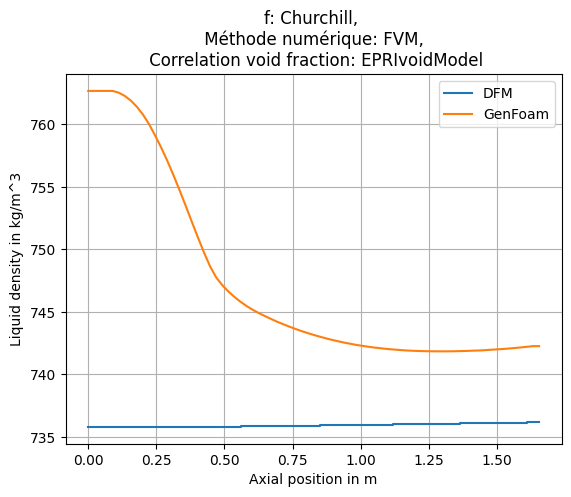 f: Churchill,
Méthode numérique: FVM,
Correlation void fraction: EPRIvoidModel
DFM
GenFoam
Liquid density in kg/m^3
760
755
750
745
740
735
0.00 0.25 0.50 0.75 1.00 1.25 1.50
Axial position in m